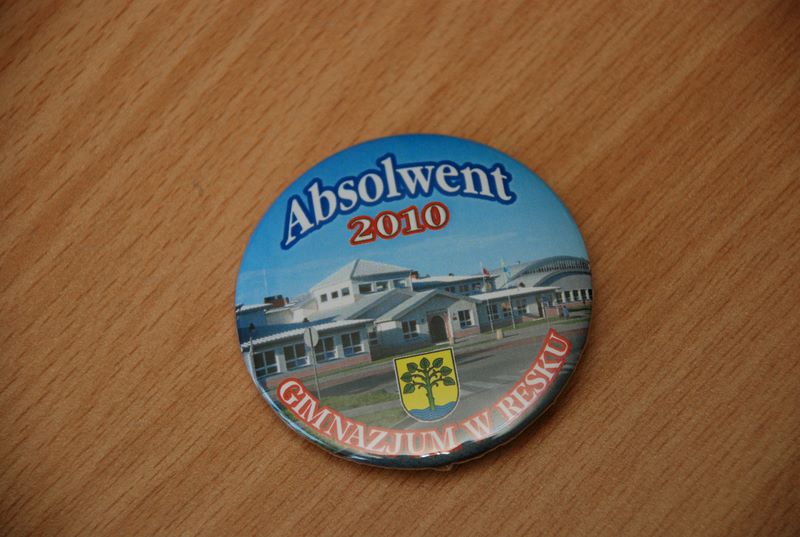 Absolwent
2010
GIMNAZJUM W RESKU